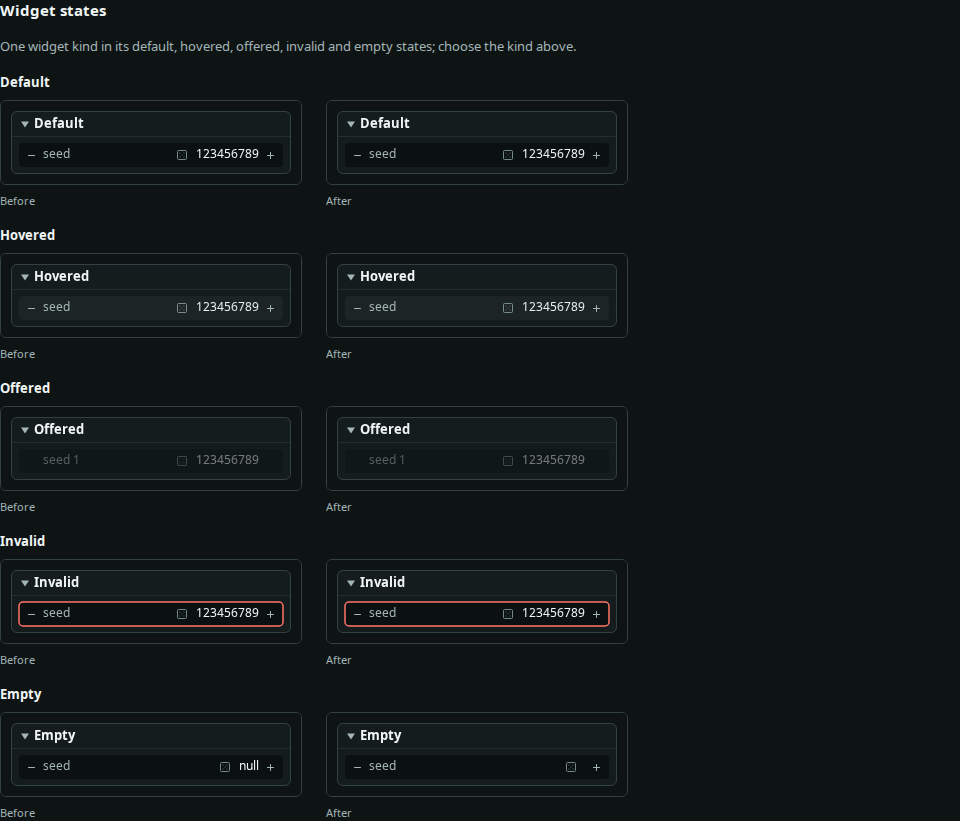 Widget states
One widget kind in its default, hovered, offered, invalid and empty states; choose the kind above.
Default
Default Default
− seed 123456789 + − seed 123456789 +
Before After
Hovered
Hovered Hovered
− seed 123456789 + − seed 123456789 +
Before After
Offered
Offered Offered
seed 1 123456789 seed 1 123456789
Before After
Invalid
Invalid Invalid
− seed 123456789 + − seed 123456789 +
Before After
Empty
Empty Empty
− seed null + − seed +
Before After